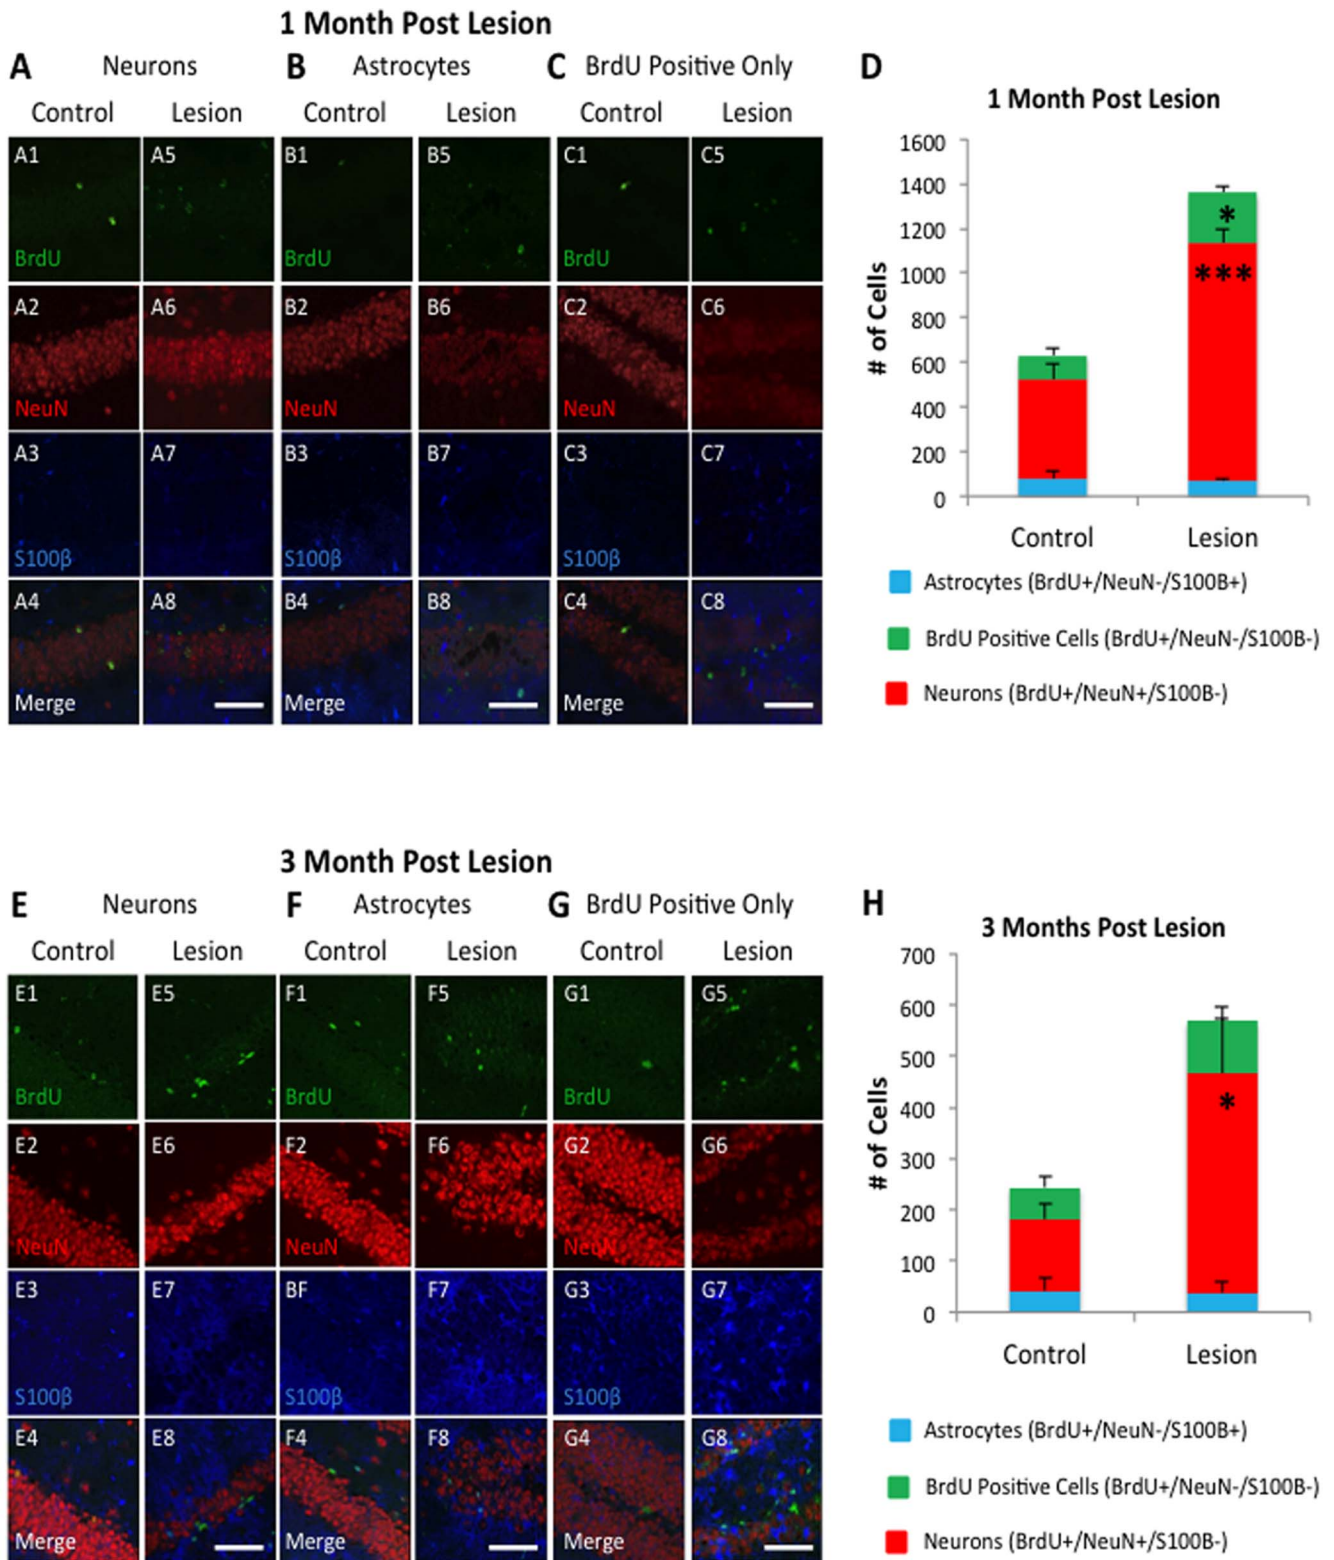 1 Month Post Lesion
A Neurons B Astrocytes C BrdU Positive Only
Control Lesion Control Lesion Control Lesion
A1 A5 B1 B5 C1 C5
BrdU BrdU BrdU
A2 A6 B2 B6 C2 C6
NeuN NeuN NeuN
A3 A7 B3 B7 C3 C7
S100β S100β S100β
A4 A8 B4 B8 C4 C8
Merge Merge Merge
D
1 Month Post Lesion
# of Cells
1600
1400
1200
1000
800
600
400
200
0
*
***
Control Lesion
Astrocytes (BrdU+/NeuN-/S100B+)
BrdU Positive Cells (BrdU+/NeuN-/S100B-)
Neurons (BrdU+/NeuN+/S100B-)
3 Month Post Lesion
E Neurons F Astrocytes G BrdU Positive Only
Control Lesion Control Lesion Control Lesion
E1 E5 F1 F5 G1 G5
BrdU BrdU BrdU
E2 E6 F2 F6 G2 G6
NeuN NeuN NeuN
E3 E7 BF F7 G3 G7
S100β S100β S100β
E4 E8 F4 F8 G4 G8
Merge Merge Merge
H
3 Months Post Lesion
# of Cells
700
600
500
400
300
200
100
0
*
Control Lesion
Astrocytes (BrdU+/NeuN-/S100B+)
BrdU Positive Cells (BrdU+/NeuN-/S100B-)
Neurons (BrdU+/NeuN+/S100B-)